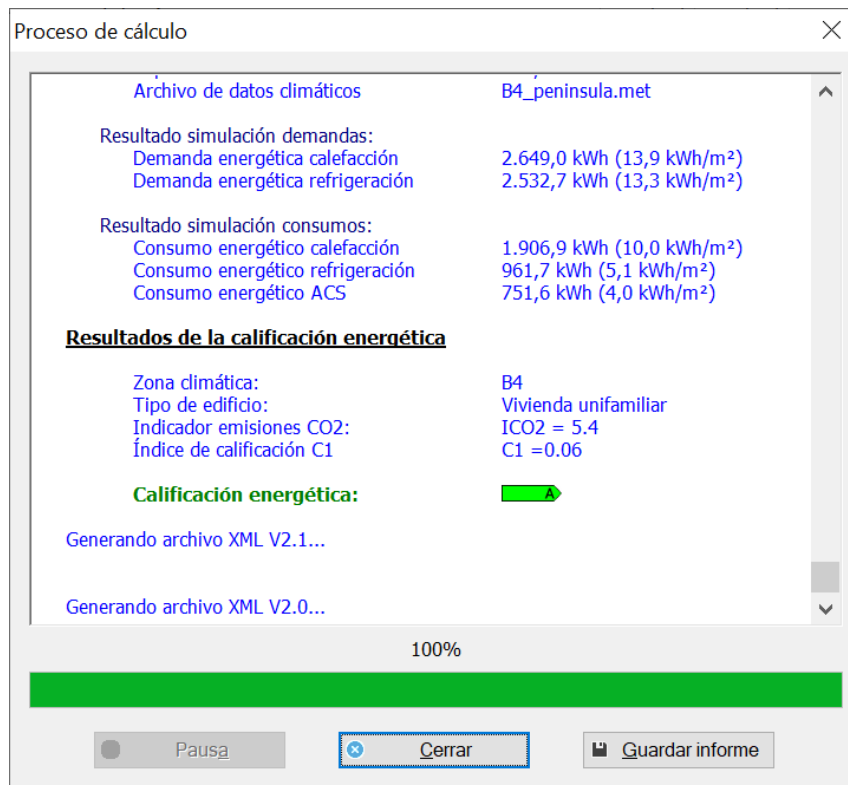 Proceso de cálculo
Archivo de datos climáticos B4_peninsula.met
Resultado simulación demandas:
Demanda energética calefacción 2.649,0 kWh (13,9 kWh/m²)
Demanda energética refrigeración 2.532,7 kWh (13,3 kWh/m²)
Resultado simulación consumos:
Consumo energético calefacción 1.906,9 kWh (10,0 kWh/m²)
Consumo energético refrigeración 961,7 kWh (5,1 kWh/m²)
Consumo energético ACS 751,6 kWh (4,0 kWh/m²)
Resultados de la calificación energética
Zona climática: B4
Tipo de edificio: Vivienda unifamiliar
Indicador emisiones CO2: ICO2 = 5.4
Índice de calificación C1 C1 =0.06
Calificación energética: A
Generando archivo XML V2.1...
Generando archivo XML V2.0...
100%
Pausa Cerrar Guardar informe